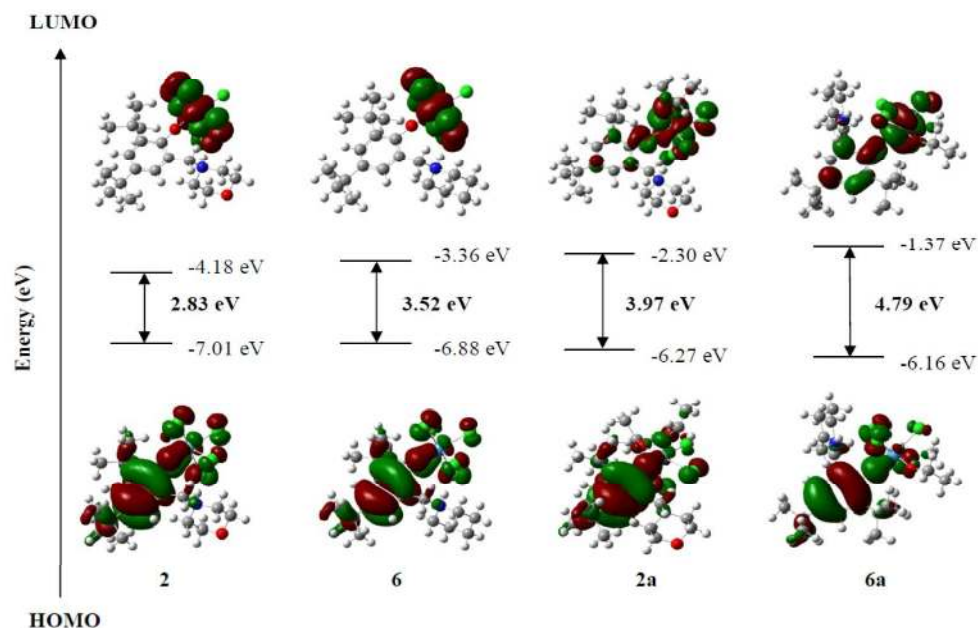 LUMO
Energy (eV)
-4.18 eV
2.83 eV
-7.01 eV
-3.36 eV
3.52 eV
-6.88 eV
-2.30 eV
3.97 eV
-6.27 eV
-1.37 eV
4.79 eV
-6.16 eV
2
6
2a
6a
HOMO